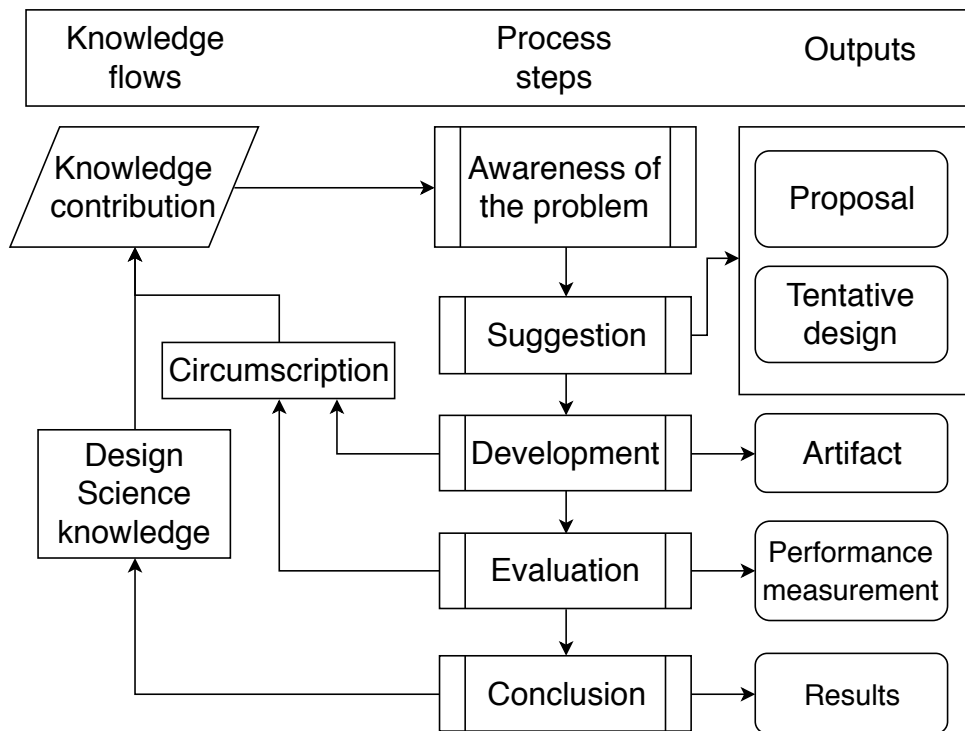 Knowledge
flows
Process
steps
Outputs
Knowledge
contribution
Awareness of
the problem
Proposal
Tentative
design
Suggestion
Circumscription
Design
Science
knowledge
Development
Artifact
Evaluation
Performance
measurement
Conclusion
Results